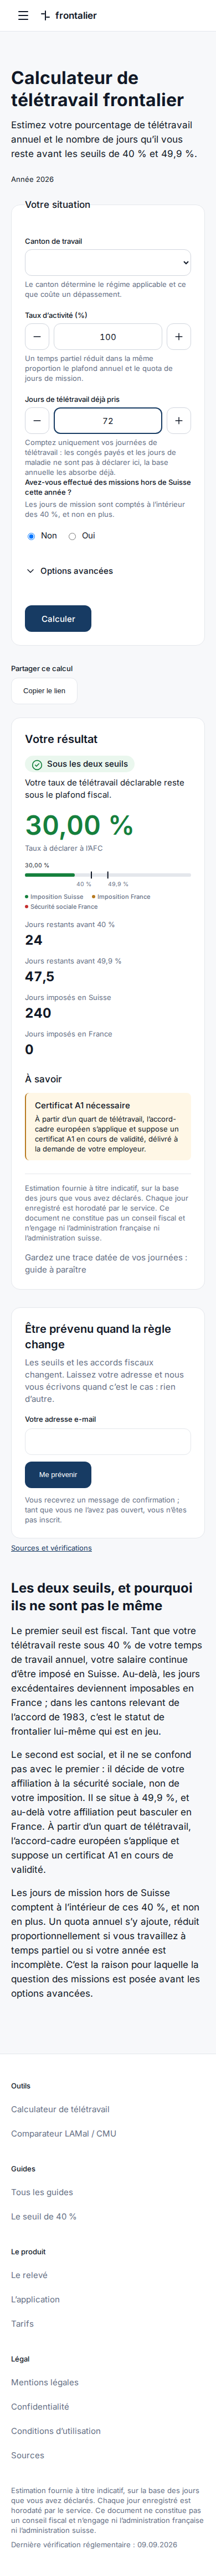 frontalier
Calculateur de
télétravail frontalier
Estimez votre pourcentage de télétravail
annuel et le nombre de jours qu’il vous
reste avant les seuils de 40 % et 49,9 %.
Année 2026
Votre situation
Canton de travail
Le canton détermine le régime applicable et ce
que coûte un dépassement.
Taux d’activité (%)
100
Un temps partiel réduit dans la même
proportion le plafond annuel et le quota de
jours de mission.
Jours de télétravail déjà pris
72
Comptez uniquement vos journées de
télétravail : les congés payés et les jours de
maladie ne sont pas à déclarer ici, la base
annuelle les absorbe déjà.
Avez-vous effectué des missions hors de Suisse
cette année ?
Les jours de mission sont comptés à l’intérieur
des 40 %, et non en plus.
Non
Oui
Options avancées
Calculer
Partager ce calcul
Copier le lien
Votre résultat
Sous les deux seuils
Votre taux de télétravail déclarable reste
sous le plafond fiscal.
30,00 %
Taux à déclarer à l’AFC
30,00 %
40 %
49,9 %
Imposition Suisse
Imposition France
Sécurité sociale France
Jours restants avant 40 %
24
Jours restants avant 49,9 %
47,5
Jours imposés en Suisse
240
Jours imposés en France
0
À savoir
Certificat A1 nécessaire
À partir d’un quart de télétravail, l’accord-
cadre européen s’applique et suppose un
certificat A1 en cours de validité, délivré à
la demande de votre employeur.
Estimation fournie à titre indicatif, sur la base
des jours que vous avez déclarés. Chaque jour
enregistré est horodaté par le service. Ce
document ne constitue pas un conseil fiscal et
n’engage ni l’administration française ni
l’administration suisse.
Gardez une trace datée de vos journées :
guide à paraître
Être prévenu quand la règle
change
Les seuils et les accords fiscaux
changent. Laissez votre adresse et nous
vous écrivons quand c’est le cas : rien
d’autre.
Votre adresse e-mail
Me prévenir
Vous recevrez un message de confirmation ;
tant que vous ne l’avez pas ouvert, vous n’êtes
pas inscrit.
Sources et vérifications
Les deux seuils, et pourquoi
ils ne sont pas le même
Le premier seuil est fiscal. Tant que votre
télétravail reste sous 40 % de votre temps
de travail annuel, votre salaire continue
d’être imposé en Suisse. Au-delà, les jours
excédentaires deviennent imposables en
France ; dans les cantons relevant de
l’accord de 1983, c’est le statut de
frontalier lui-même qui est en jeu.
Le second est social, et il ne se confond
pas avec le premier : il décide de votre
affiliation à la sécurité sociale, non de
votre imposition. Il se situe à 49,9 %, et
au-delà votre affiliation peut basculer en
France. À partir d’un quart de télétravail,
l’accord-cadre européen s’applique et
suppose un certificat A1 en cours de
validité.
Les jours de mission hors de Suisse
comptent à l’intérieur de ces 40 %, et non
en plus. Un quota annuel s’y ajoute, réduit
proportionnellement si vous travaillez à
temps partiel ou si votre année est
incomplète. C’est la raison pour laquelle la
question des missions est posée avant les
options avancées.
Outils
Calculateur de télétravail
Comparateur LAMal / CMU
Guides
Tous les guides
Le seuil de 40 %
Le produit
Le relevé
L’application
Tarifs
Légal
Mentions légales
Confidentialité
Conditions d’utilisation
Sources
Estimation fournie à titre indicatif, sur la base des jours
que vous avez déclarés. Chaque jour enregistré est
horodaté par le service. Ce document ne constitue pas
un conseil fiscal et n’engage ni l’administration française
ni l’administration suisse.
Dernière vérification réglementaire : 09.09.2026